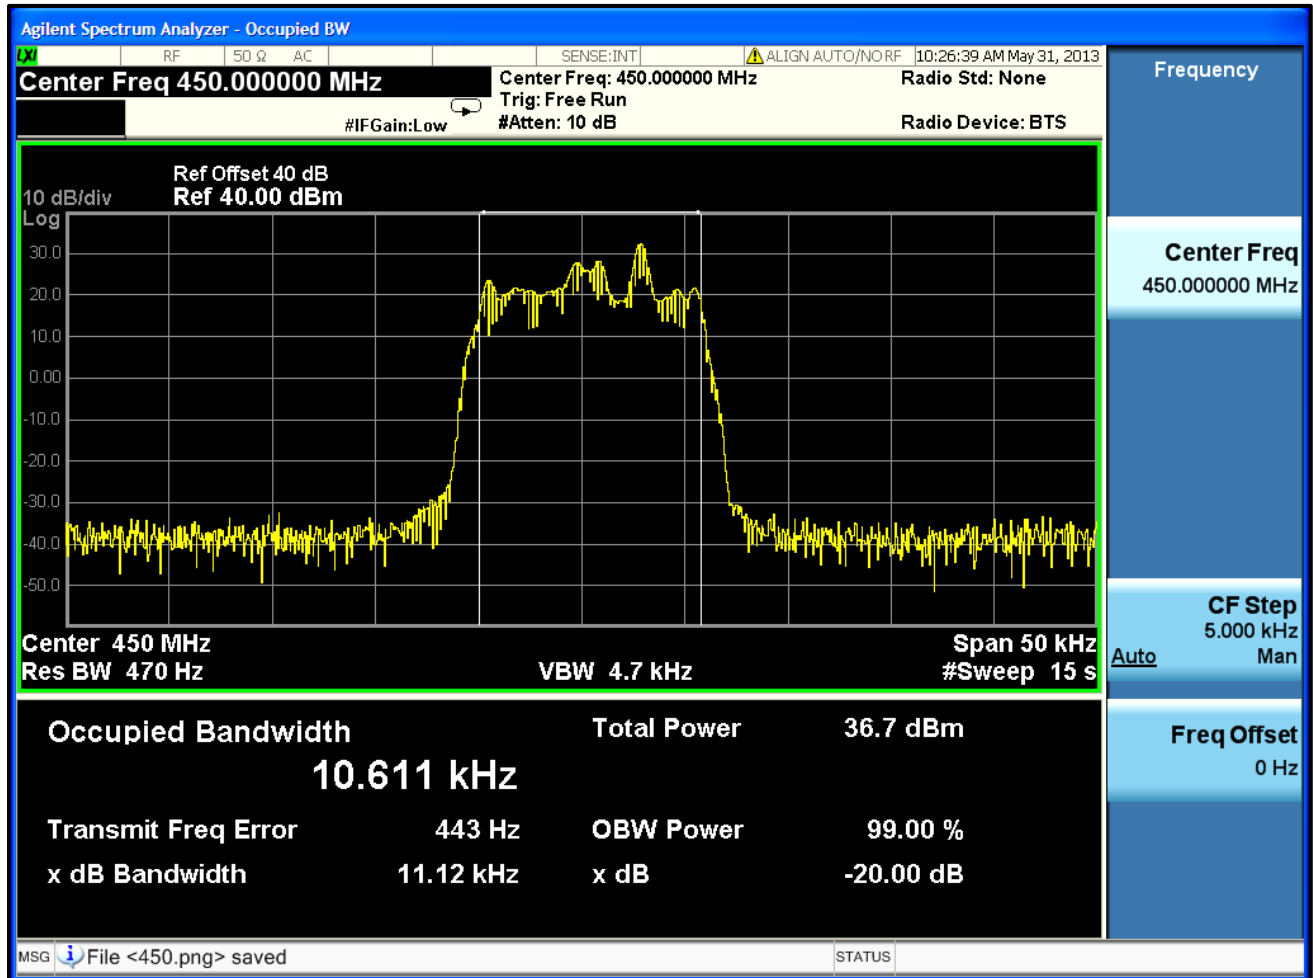 Agilent Spectrum Analyzer - Occupied BW
LXI RF 50 Ω AC SENSE:INT ALIGN AUTO/NO RF 10:26:39 AM May 31, 2013
Center Freq 450.000000 MHz
#IFGain:Low
Center Freq: 450.000000 MHz
Trig: Free Run
#Atten: 10 dB
Radio Std: None
Radio Device: BTS
Ref Offset 40 dB
10 dB/div Ref 40.00 dBm
Log
30.0
20.0
10.0
0.00
-10.0
-20.0
-30.0
-40.0
-50.0
Center 450 MHz Span 50 kHz
Res BW 470 Hz VBW 4.7 kHz #Sweep 15 s
Occupied Bandwidth Total Power 36.7 dBm
10.611 kHz
Transmit Freq Error 443 Hz OBW Power 99.00 %
x dB Bandwidth 11.12 kHz x dB -20.00 dB
Frequency
Center Freq
450.000000 MHz
CF Step
5.000 kHz
Auto Man
Freq Offset
0 Hz
MSG File <450.png> saved STATUS